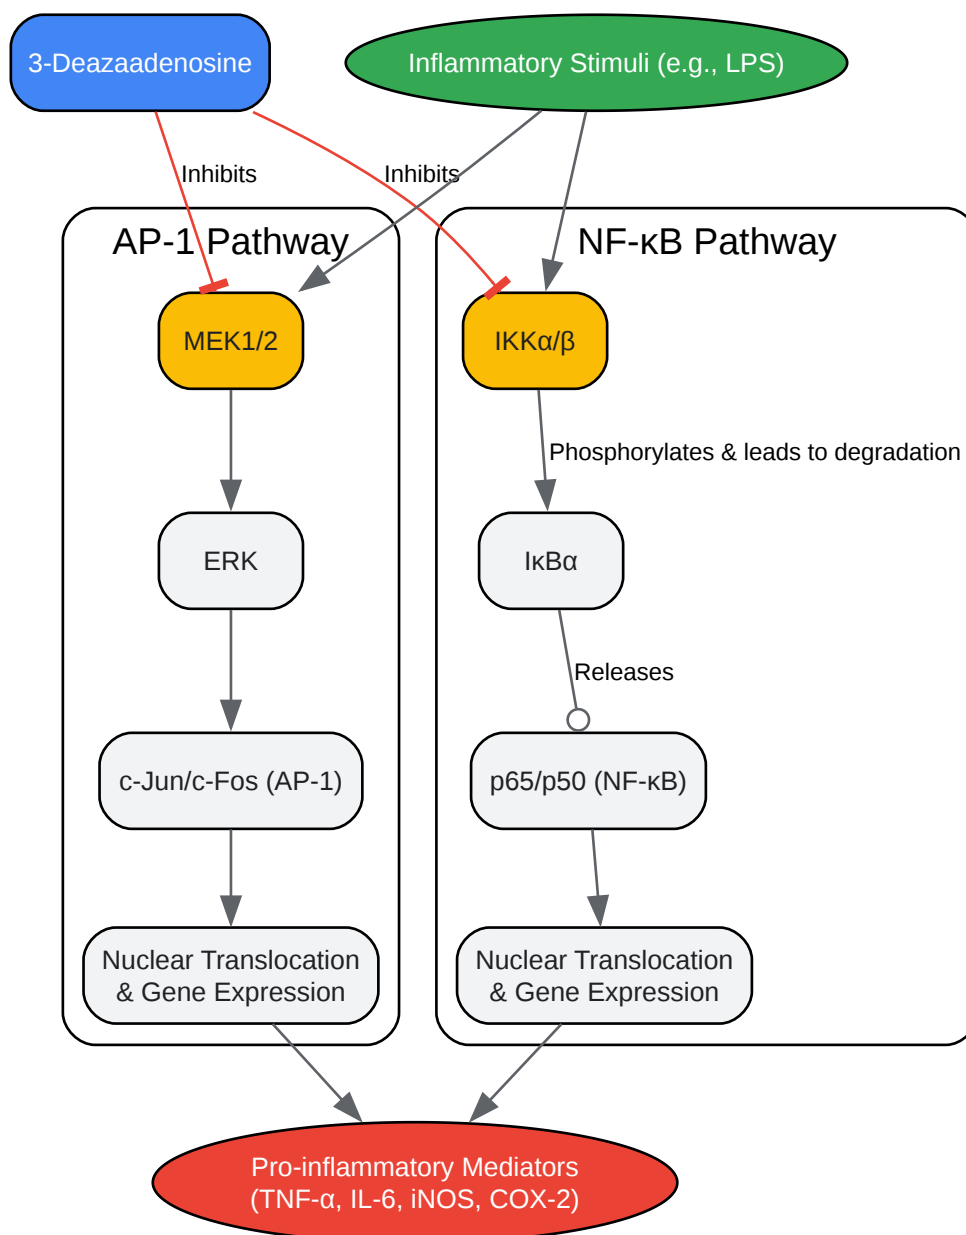 3-Deazaadenosine
Inflammatory Stimuli (e.g., LPS)
Inhibits
Inhibits
AP-1 Pathway
NF-κB Pathway
MEK1/2
IKKα/β
Phosphorylates & leads to degradation
ERK
IκBα
Releases
c-Jun/c-Fos (AP-1)
p65/p50 (NF-κB)
Nuclear Translocation
& Gene Expression
Nuclear Translocation
& Gene Expression
Pro-inflammatory Mediators
(TNF-α, IL-6, iNOS, COX-2)